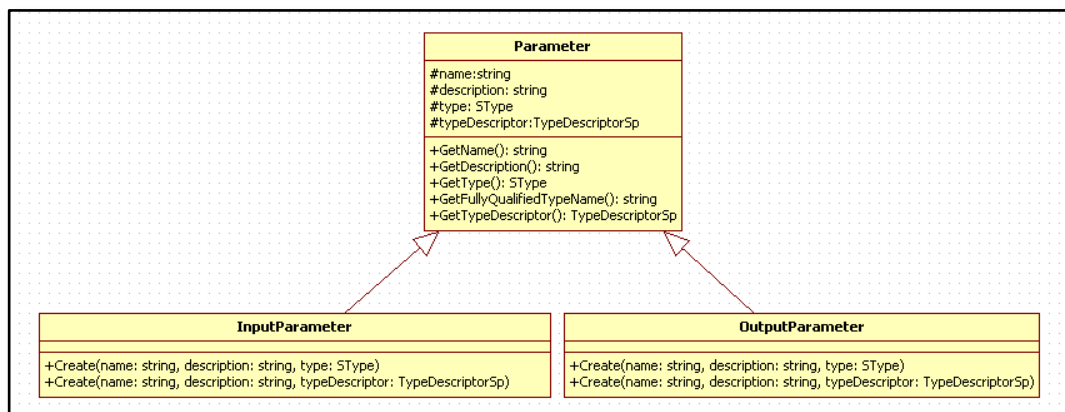 Parameter
#name:string
#description: string
#type: SType
#typeDescriptor:TypeDescriptorSp
+GetName(): string
+GetDescription(): string
+GetType(): SType
+GetFullyQualifiedTypeName(): string
+GetTypeDescriptor(): TypeDescriptorSp
InputParameter
+Create(name: string, description: string, type: SType)
+Create(name: string, description: string, typeDescriptor: TypeDescriptorSp)
OutputParameter
+Create(name: string, description: string, type: SType)
+Create(name: string, description: string, typeDescriptor: TypeDescriptorSp)